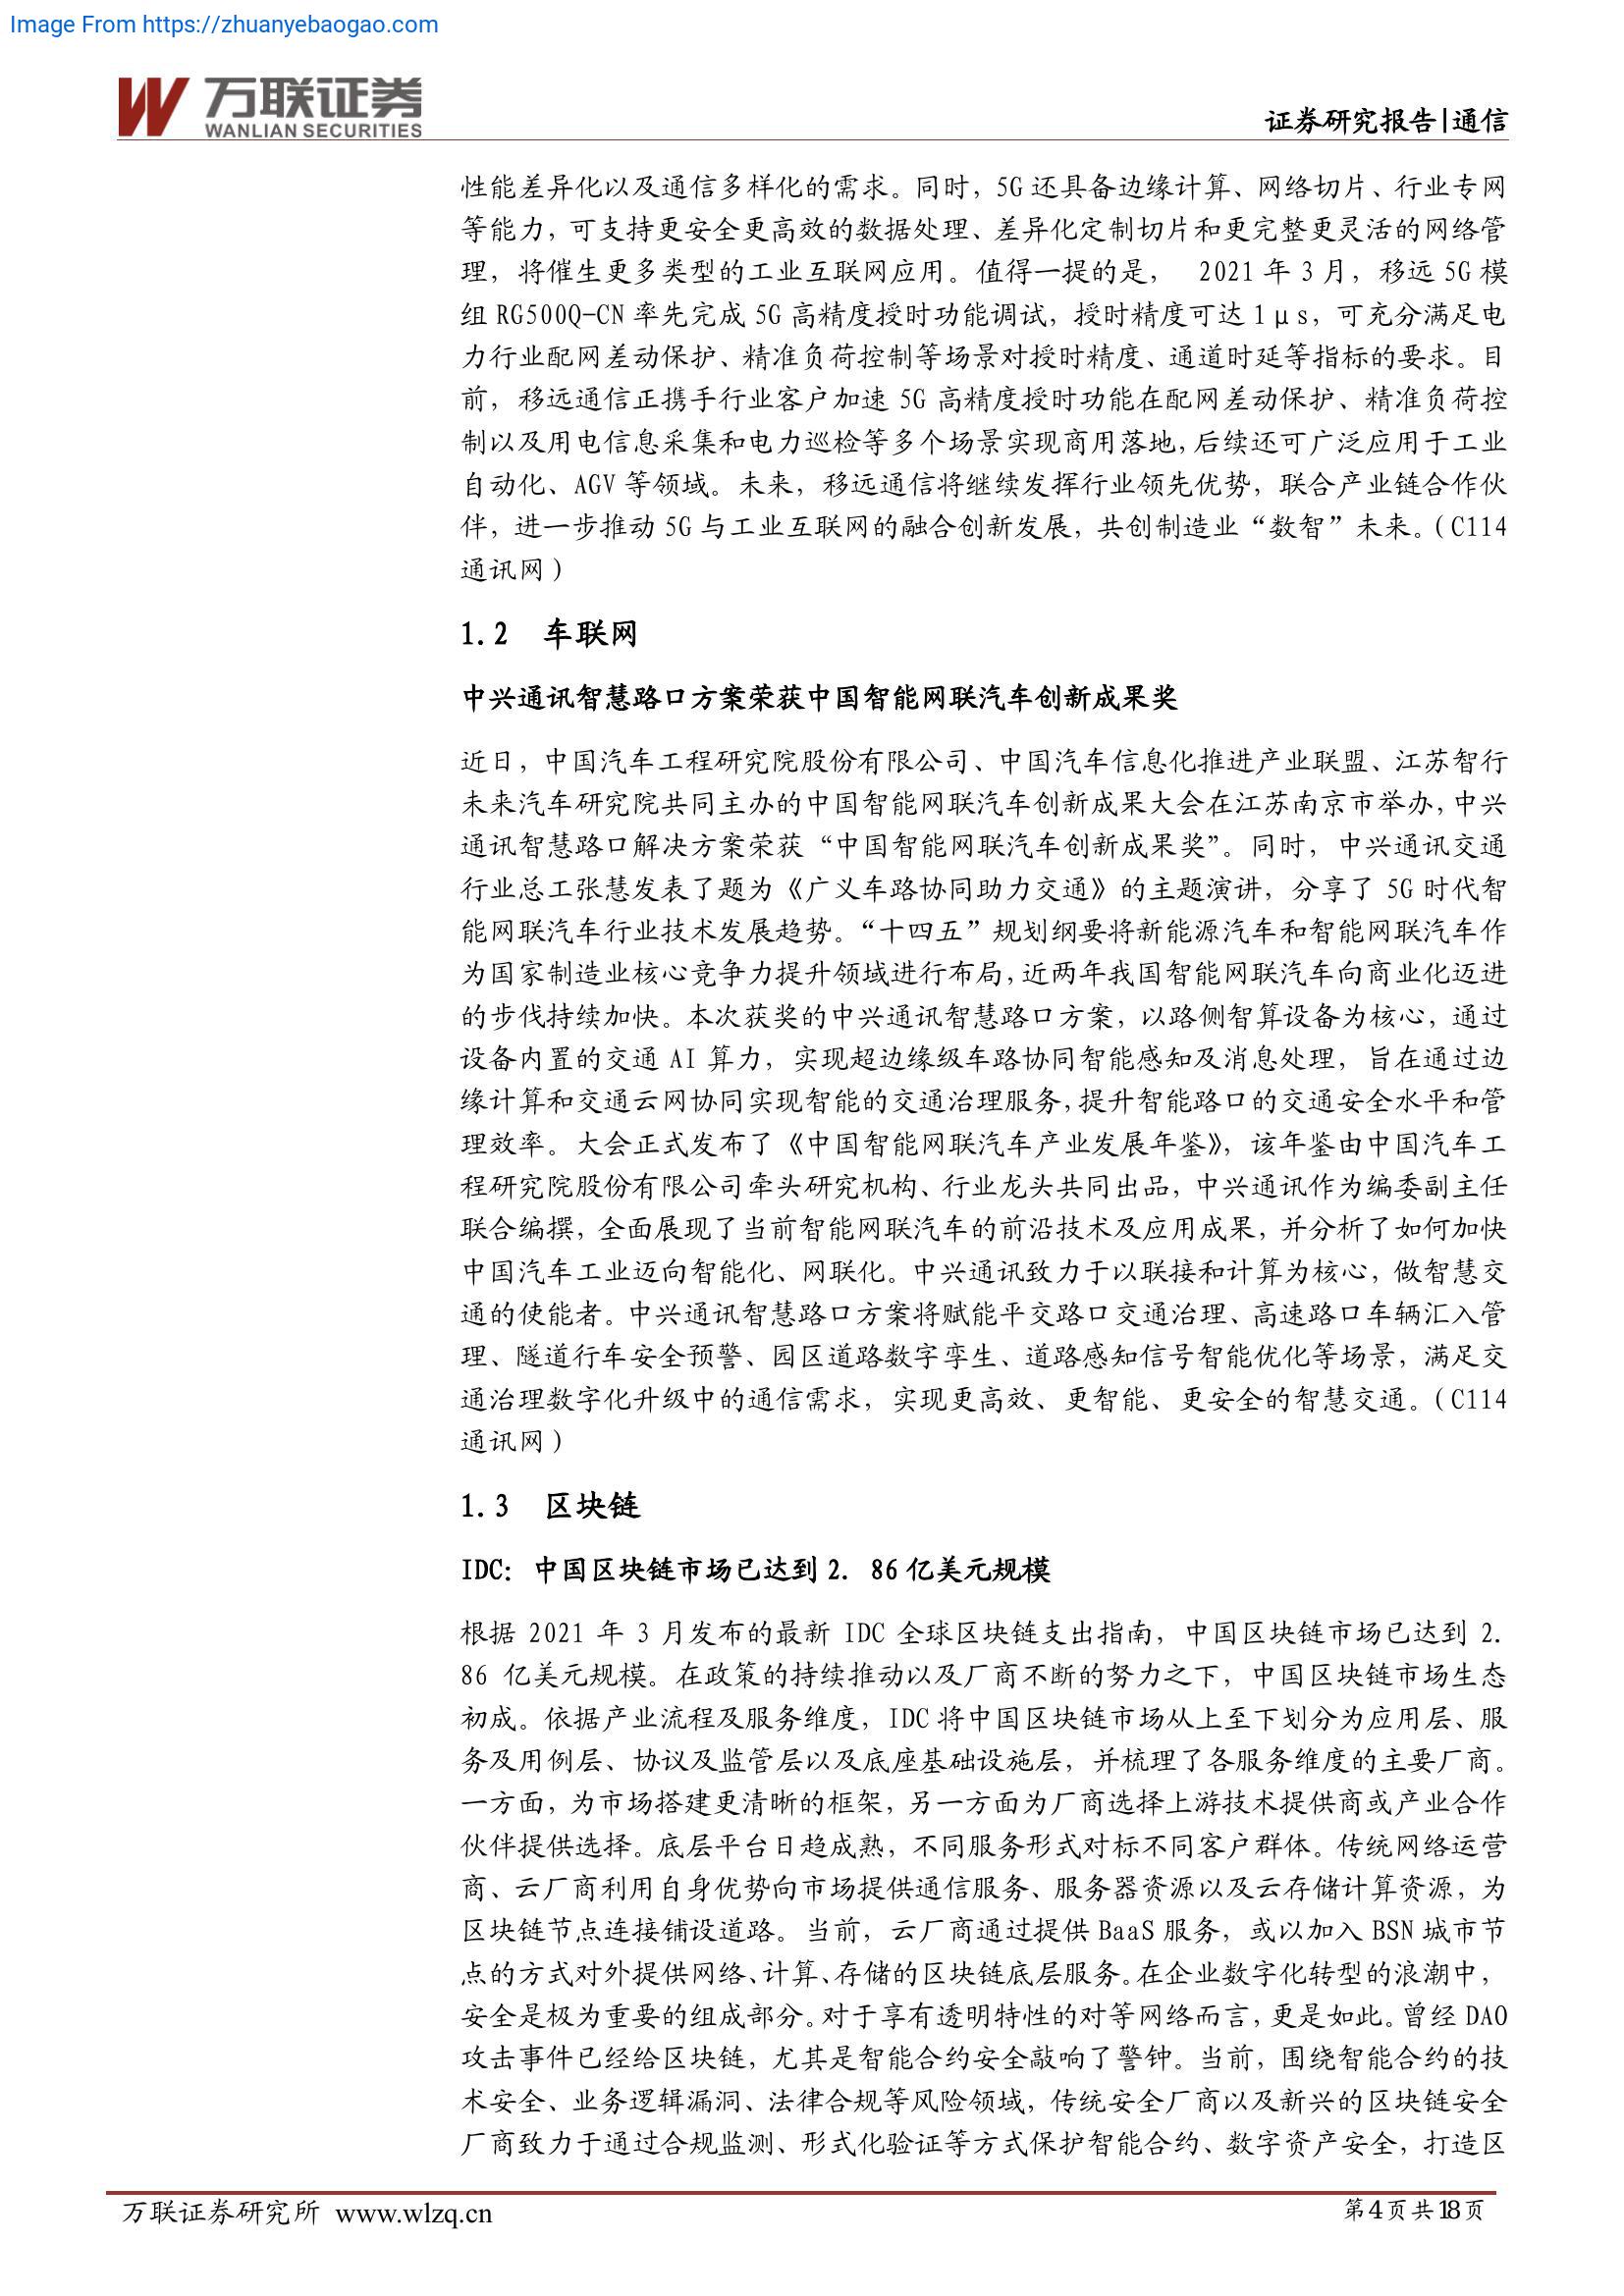 Image From https://zhuanyebaogao.com
万联证券
WANLIAN SECURITIES
证券研究报告|通信
性能差异化以及通信多样化的需求。同时，5G 还具备边缘计算、网络切片、行业专网
等能力，可支持更安全更高效的数据处理、差异化定制切片和更完整更灵活的网络管
理，将催生更多类型的工业互联网应用。值得一提的是， 2021 年 3 月，移远 5G 模
组 RG500Q-CN 率先完成 5G 高精度授时功能调试，授时精度可达 1μs，可充分满足电
力行业配网差动保护、精准负荷控制等场景对授时精度、通道时延等指标的要求。目
前，移远通信正携手行业客户加速 5G 高精度授时功能在配网差动保护、精准负荷控
制以及用电信息采集和电力巡检等多个场景实现商用落地，后续还可广泛应用于工业
自动化、AGV 等领域。未来，移远通信将继续发挥行业领先优势，联合产业链合作伙
伴，进一步推动 5G 与工业互联网的融合创新发展，共创制造业“数智”未来。（C114
通讯网）
1.2 车联网
中兴通讯智慧路口方案荣获中国智能网联汽车创新成果奖
近日，中国汽车工程研究院股份有限公司、中国汽车信息化推进产业联盟、江苏智行
未来汽车研究院共同主办的中国智能网联汽车创新成果大会在江苏南京市举办，中兴
通讯智慧路口解决方案荣获“中国智能网联汽车创新成果奖”。同时，中兴通讯交通
行业总工张慧发表了题为《广义车路协同助力交通》的主题演讲，分享了 5G 时代智
能网联汽车行业技术发展趋势。“十四五”规划纲要将新能源汽车和智能网联汽车作
为国家制造业核心竞争力提升领域进行布局，近两年我国智能网联汽车向商业化迈进
的步伐持续加快。本次获奖的中兴通讯智慧路口方案，以路侧智算设备为核心，通过
设备内置的交通 AI 算力，实现超边缘级车路协同智能感知及消息处理，旨在通过边
缘计算和交通云网协同实现智能的交通治理服务，提升智能路口的交通安全水平和管
理效率。大会正式发布了《中国智能网联汽车产业发展年鉴》，该年鉴由中国汽车工
程研究院股份有限公司牵头研究机构、行业龙头共同出品，中兴通讯作为编委副主任
联合编撰，全面展现了当前智能网联汽车的前沿技术及应用成果，并分析了如何加快
中国汽车工业迈向智能化、网联化。中兴通讯致力于以联接和计算为核心，做智慧交
通的使能者。中兴通讯智慧路口方案将赋能平交路口交通治理、高速路口车辆汇入管
理、隧道行车安全预警、园区道路数字孪生、道路感知信号智能优化等场景，满足交
通治理数字化升级中的通信需求，实现更高效、更智能、更安全的智慧交通。（C114
通讯网）
1.3 区块链
IDC：中国区块链市场已达到 2. 86 亿美元规模
根据 2021 年 3 月发布的最新 IDC 全球区块链支出指南，中国区块链市场已达到 2.
86 亿美元规模。在政策的持续推动以及厂商不断的努力之下，中国区块链市场生态
初成。依据产业流程及服务维度，IDC 将中国区块链市场从上至下划分为应用层、服
务及用例层、协议及监管层以及底座基础设施层，并梳理了各服务维度的主要厂商。
一方面，为市场搭建更清晰的框架，另一方面为厂商选择上游技术提供商或产业合作
伙伴提供选择。底层平台日趋成熟，不同服务形式对标不同客户群体。传统网络运营
商、云厂商利用自身优势向市场提供通信服务、服务器资源以及云存储计算资源，为
区块链节点连接铺设道路。当前，云厂商通过提供 BaaS 服务，或以加入 BSN 城市节
点的方式对外提供网络、计算、存储的区块链底层服务。在企业数字化转型的浪潮中，
安全是极为重要的组成部分。对于享有透明特性的对等网络而言，更是如此。曾经 DAO
攻击事件已经给区块链，尤其是智能合约安全敲响了警钟。当前，围绕智能合约的技
术安全、业务逻辑漏洞、法律合规等风险领域，传统安全厂商以及新兴的区块链安全
厂商致力于通过合规监测、形式化验证等方式保护智能合约、数字资产安全，打造区
万联证券研究所 www.wlzq.cn
第4页共18页